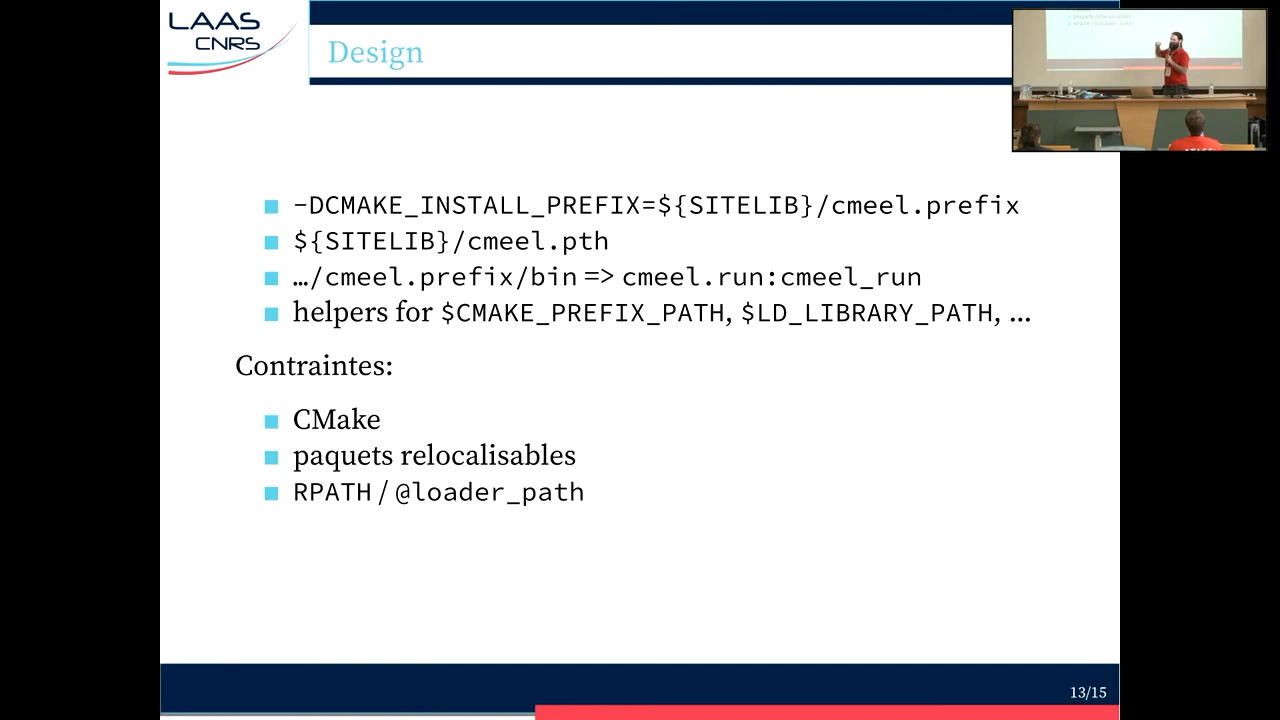 LAAS
CNRS
Design
-DCMAKE_INSTALL_PREFIX=${SITELIB}/cmeel.prefix
${SITELIB}/cmeel.pth
…/cmeel.prefix/bin => cmeel.run:cmeel_run
helpers for $CMAKE_PREFIX_PATH, $LD_LIBRARY_PATH, …
Contraintes:
CMake
paquets relocalisables
RPATH / @loader_path
13/15